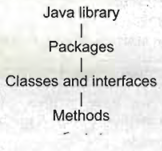 Java library
Packages
Classes and interfaces
Methods